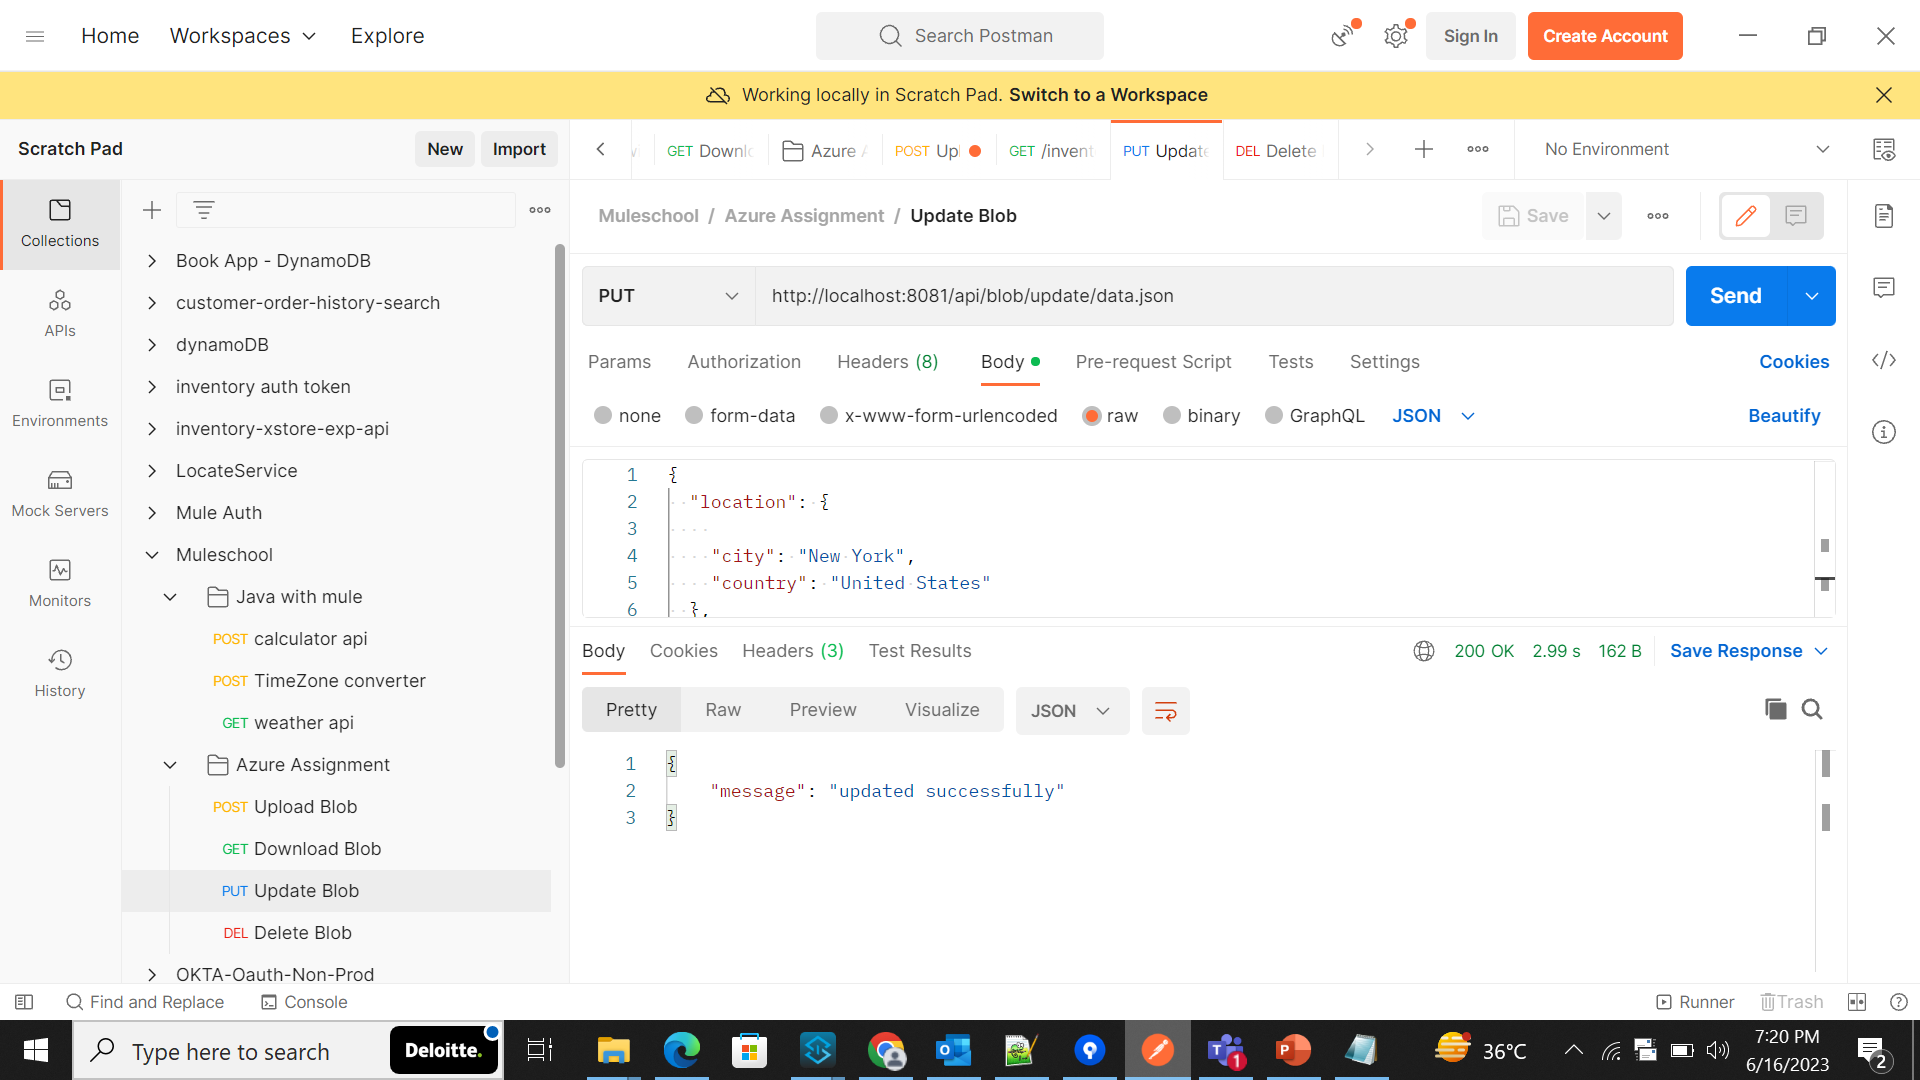 Home Workspaces Explore Search Postman Sign In Create Account
Working locally in Scratch Pad. Switch to a Workspace
Scratch Pad New Import
GET Downl Azure POST Up GET /invent PUT Updat DEL Delete No Environment
Collections
APIs
Environments
Mock Servers
Monitors
History
Book App - DynamoDB
customer-order-history-search
dynamoDB
inventory auth token
inventory-xstore-exp-api
LocateService
Mule Auth
Muleschool
Java with mule
POST calculator api
POST TimeZone converter
GET weather api
Azure Assignment
POST Upload Blob
GET Download Blob
PUT Update Blob
DEL Delete Blob
OKTA-Oauth-Non-Prod
Muleschool / Azure Assignment / Update Blob Save
PUT http://localhost:8081/api/blob/update/data.json Send
Params Authorization Headers (8) Body Pre-request Script Tests Settings Cookies
none form-data x-www-form-urlencoded raw binary GraphQL JSON Beautify
1 {
2 "location": {
3
4 "city": "New York",
5 "country": "United States"
6 },
Body Cookies Headers (3) Test Results 200 OK 2.99 s 162 B Save Response
Pretty Raw Preview Visualize JSON
1 {
2 "message": "updated successfully"
3 }
Find and Replace Console Runner Trash
Type here to search Deloitte. 1 36°C 7:20 PM
6/16/2023 2